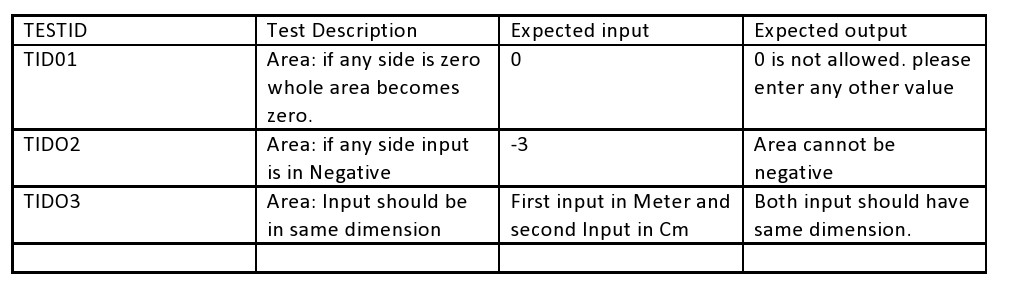 TESTID Test Description Expected input Expected output
TID01 Area: if any side is zero 0 0 is not allowed. please
whole area becomes enter any other value
zero.
TIDO2 Area: if any side input -3 Area cannot be
is in Negative negative
TIDO3 Area: Input should be First input in Meter and Both input should have
in same dimension second Input in Cm same dimension.